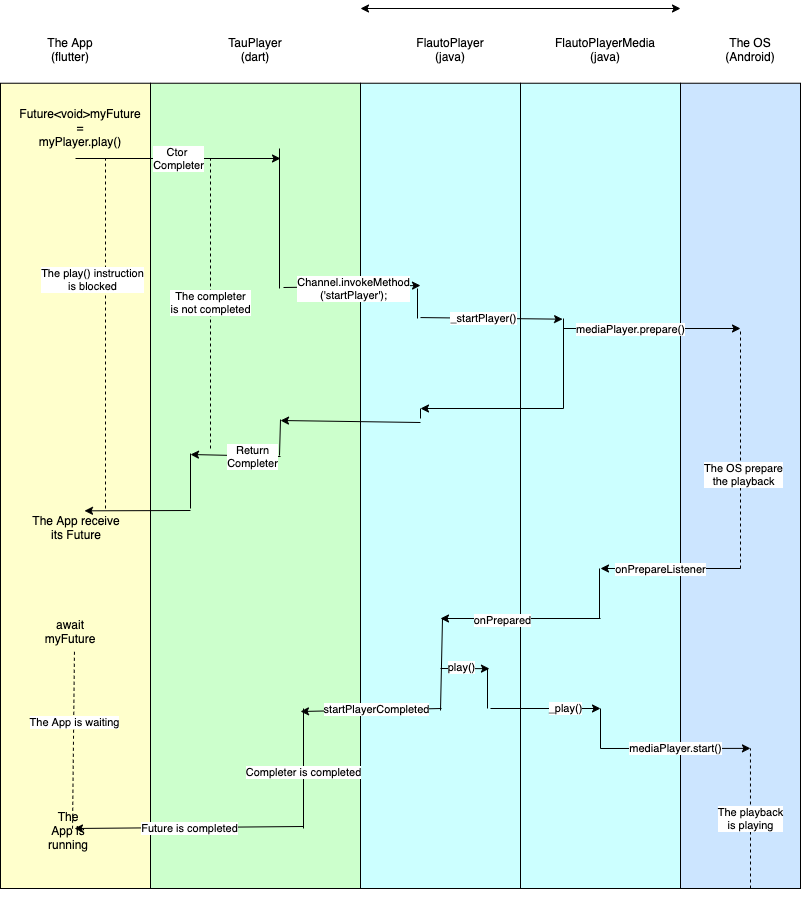 The App
(flutter)
TauPlayer
(dart)
FlautoPlayer
(java)
FlautoPlayerMedia
(java)
The OS
(Android)
Future<void>myFuture
=
myPlayer.play()
Ctor
Completer
The play() instruction
is blocked
The completer
is not completed
Channel.invokeMethod
('startPlayer');
_startPlayer()
mediaPlayer.prepare()
Return
Completer
The OS prepare
the playback
The App receive
its Future
onPrepareListener
onPrepared
await
myFuture
play()
startPlayerCompleted
_play()
The App is waiting
mediaPlayer.start()
Completer is completed
The
App is
running
Future is completed
The playback
is playing